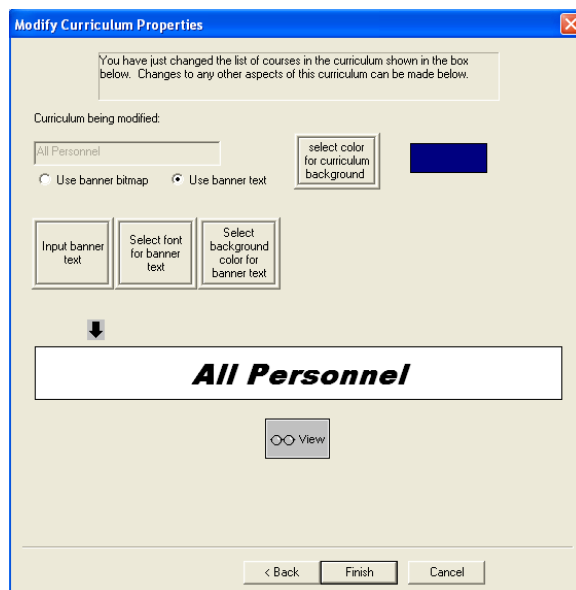 Modify Curriculum Properties
You have just changed the list of courses in the curriculum shown in the box
below. Changes to any other aspects of this curriculum can be made below.
Curriculum being modified:
All Personnel
Use banner bitmap
Use banner text
select color
for curriculum
background
Input banner
text
Select font
for banner
text
Select
background
color for
banner text
All Personnel
View
< Back
Finish
Cancel